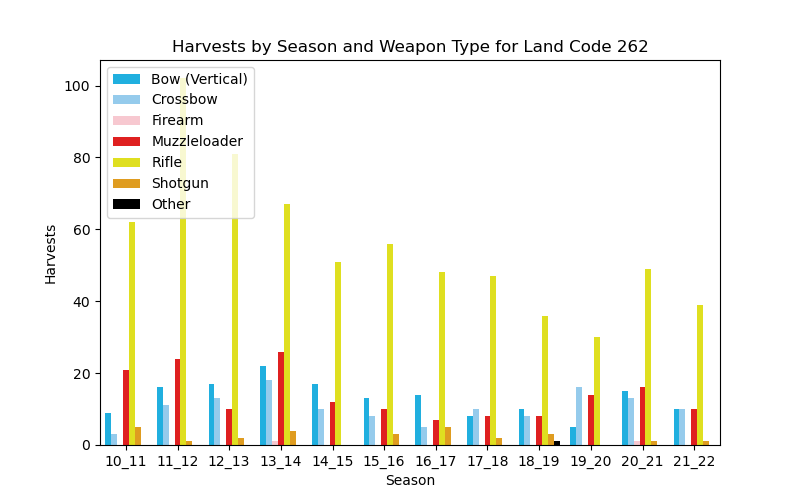 Harvests by Season and Weapon Type for Land Code 262
Bow (Vertical)
Crossbow
Firearm
Muzzleloader
Rifle
Shotgun
Other
Harvests
100
80
60
40
20
0
10_11 11_12 12_13 13_14 14_15 15_16 16_17 17_18 18_19 19_20 20_21 21_22
Season